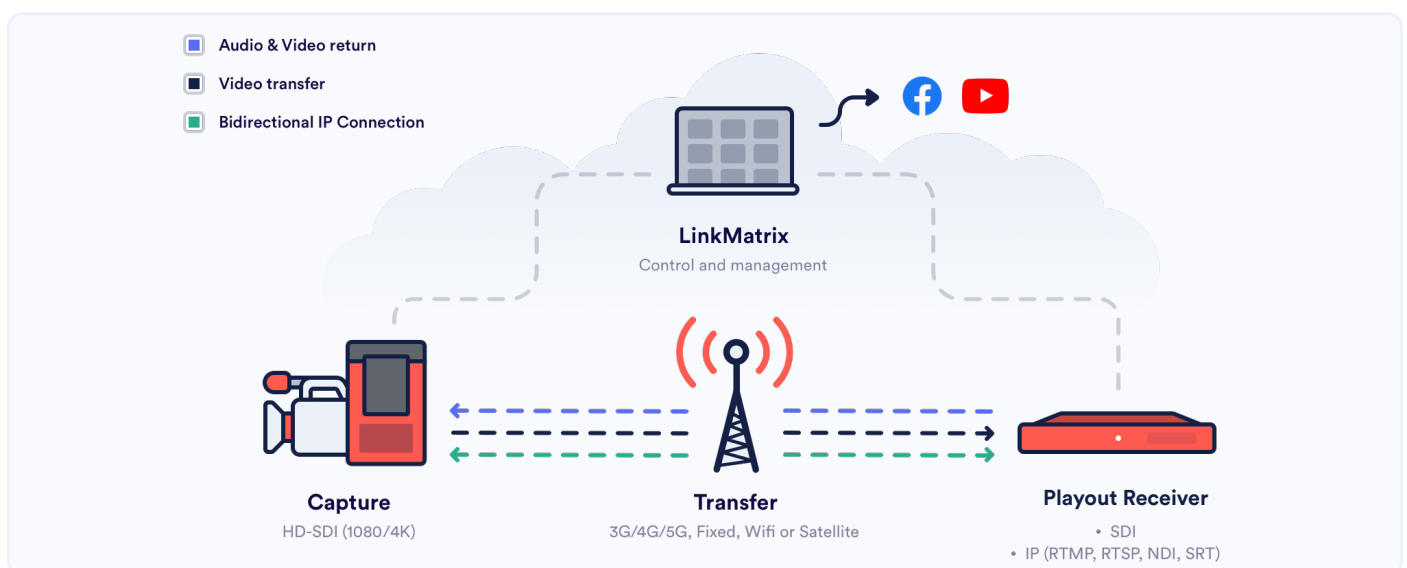 Audio & Video return
Video transfer
Bidirectional IP Connection
LinkMatrix
Control and management
Capture
HD-SDI (1080/4K)
Transfer
3G/4G/5G, Fixed, Wifi or Satellite
Playout Receiver
• SDI
• IP (RTMP, RTSP, NDI, SRT)